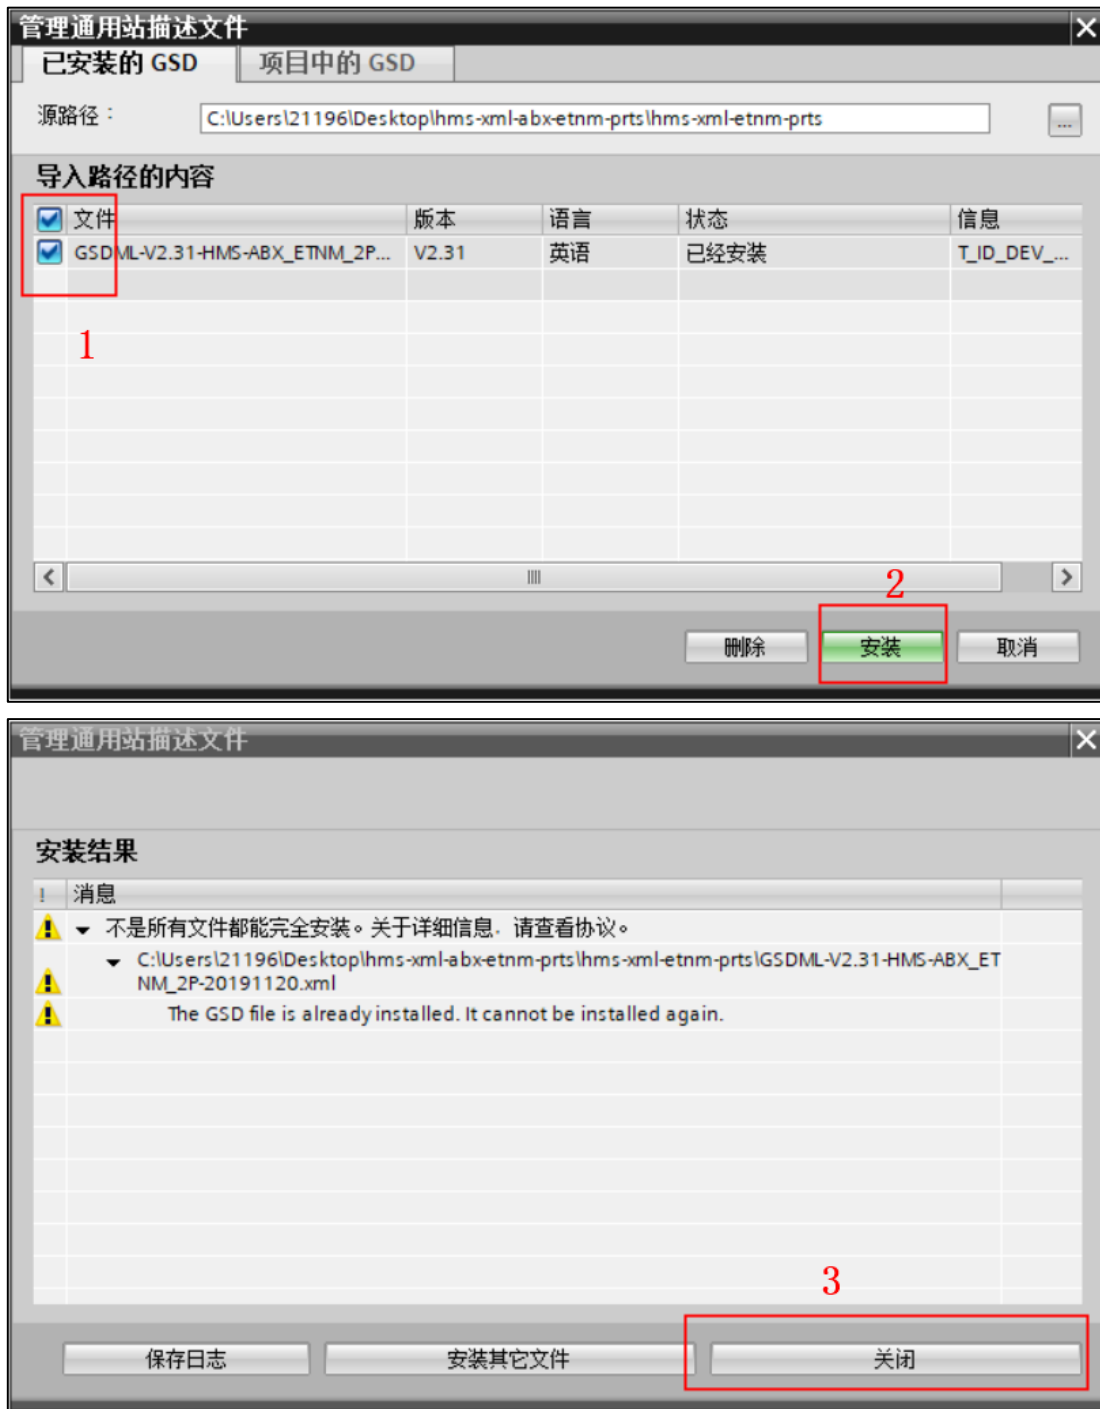 管理通用站描述文件
已安装的 GSD 项目中的 GSD
源路径： C:\Users\21196\Desktop\hms-xml-abx-etnm-prts\hms-xml-etnm-prts ...
导入路径的内容
文件 版本 语言 状态 信息
GSDML-V2.31-HMS-ABX_ETNM_2P... V2.31 英语 已经安装 T_ID_DEV_...
1
2
删除 安装 取消
管理通用站描述文件
安装结果
! 消息
不是所有文件都能完全安装。关于详细信息，请查看协议。
C:\Users\21196\Desktop\hms-xml-abx-etnm-prts\hms-xml-etnm-prts\GSDML-V2.31-HMS-ABX_ET
NM_2P-20191120.xml
The GSD file is already installed. It cannot be installed again.
3
保存日志 安装其它文件 关闭